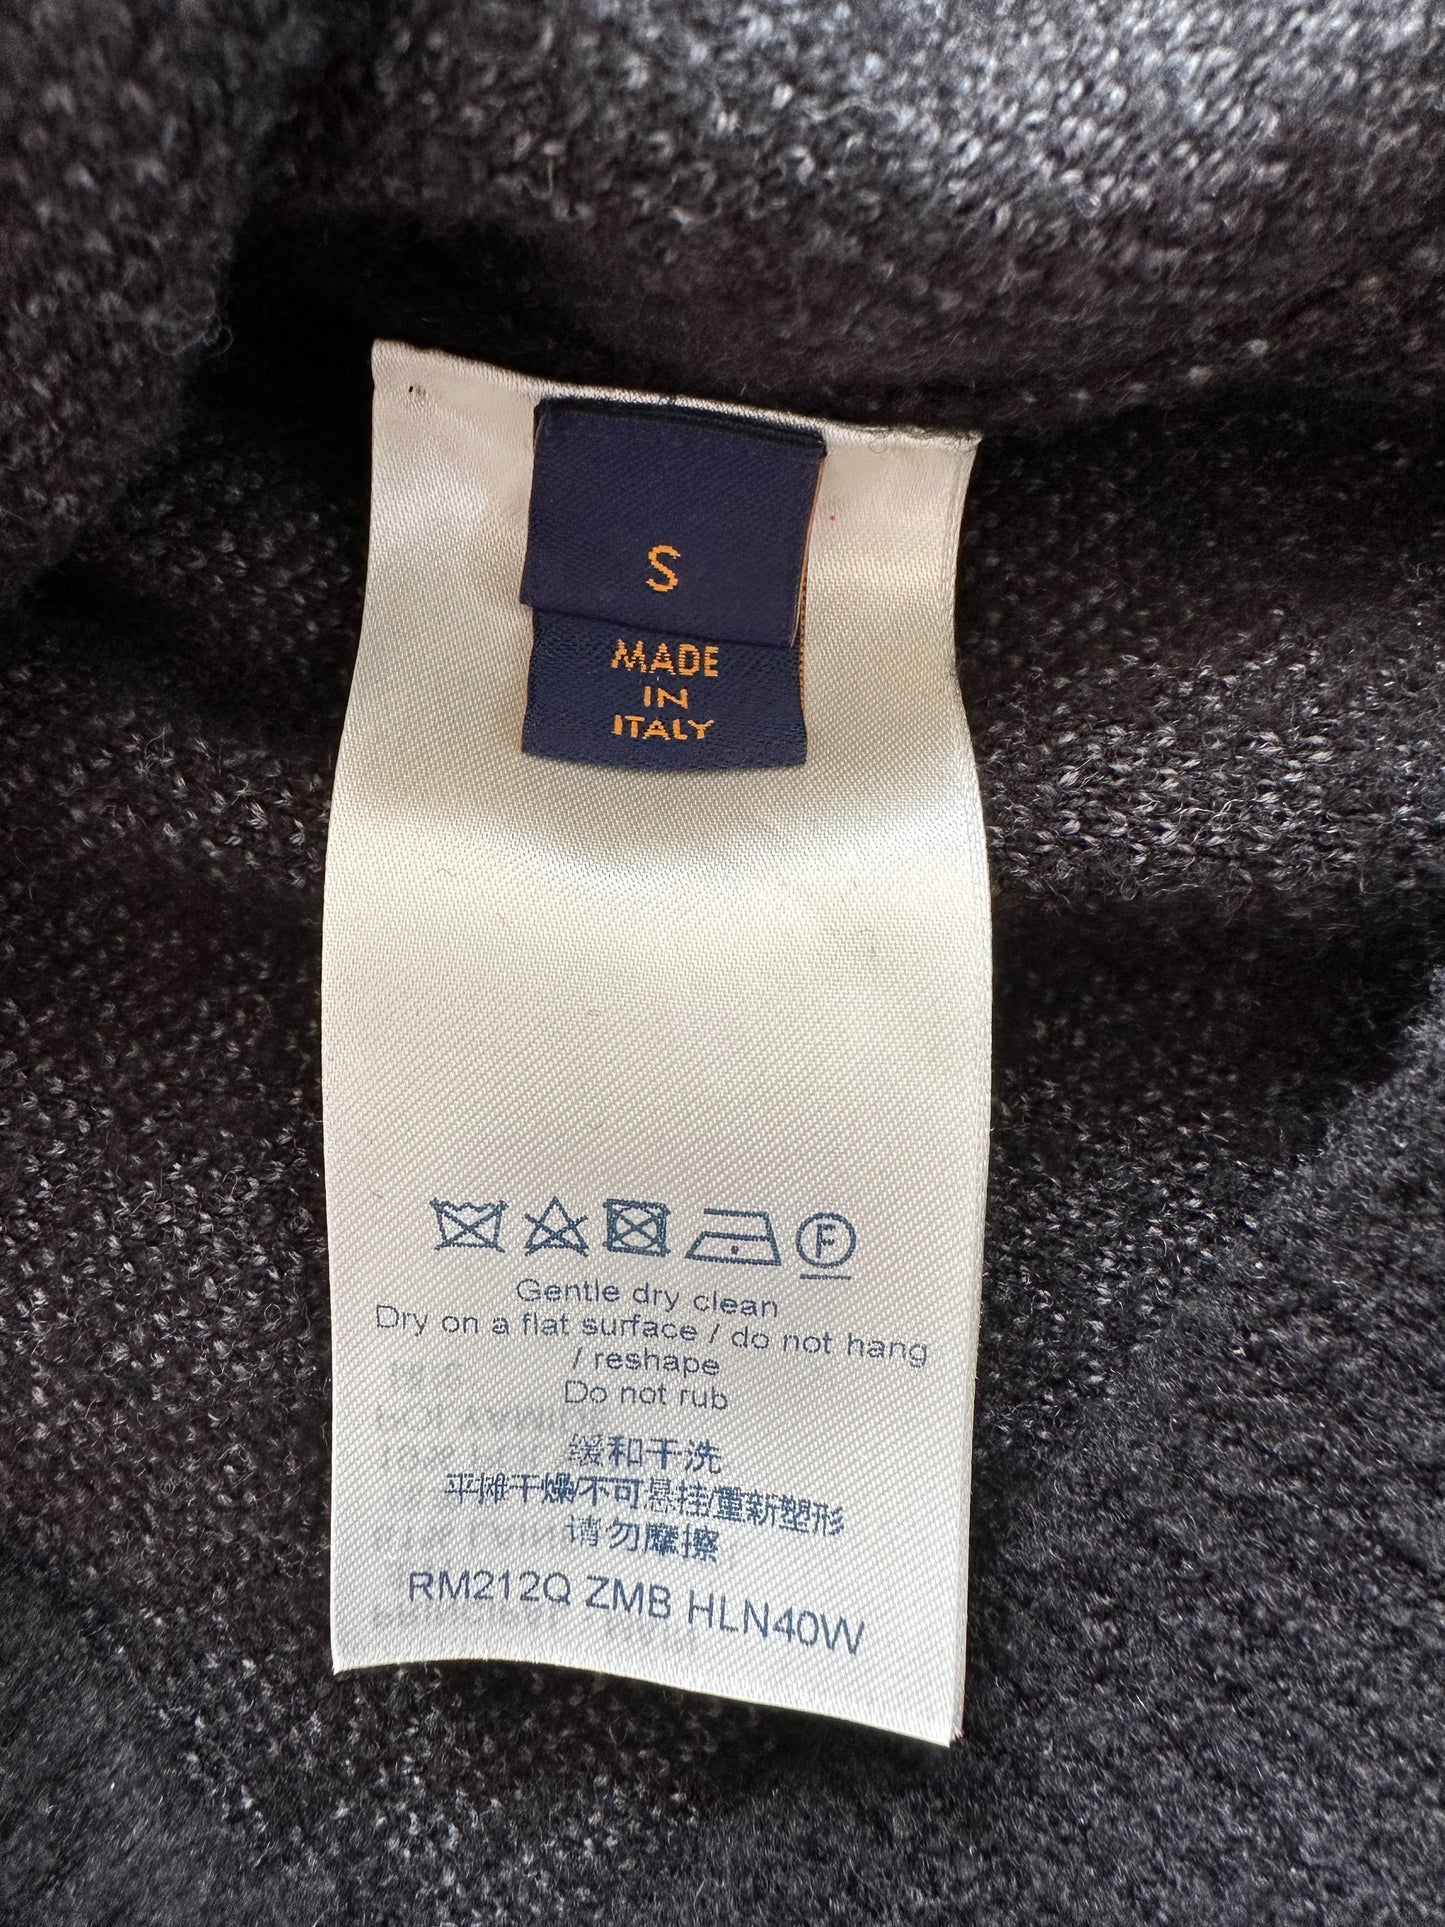 S
MADE
IN
ITALY
F
Gentle dry clean
Dry on a flat surface / do not hang
/ reshape
Do not rub
缓和干洗
平摊干燥/不可悬挂/重新塑形
请勿摩擦
RM212Q ZMB HLN40W